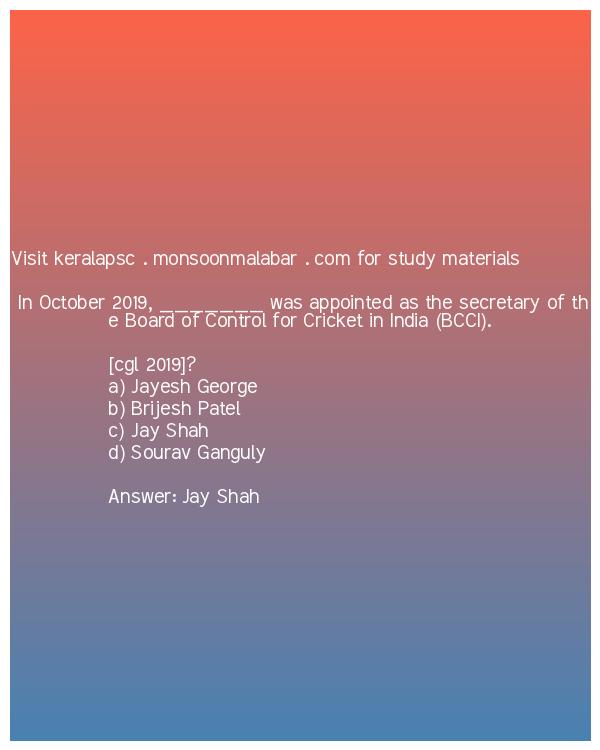 Visit keralapsc . monsoonmalabar . com for study materials
In October 2019, _______ was appointed as the secretary of th
e Board of Control for Cricket in India (BCCI).
[cgl 2019]?
a) Jayesh George
b) Brijesh Patel
c) Jay Shah
d) Sourav Ganguly
Answer: Jay Shah